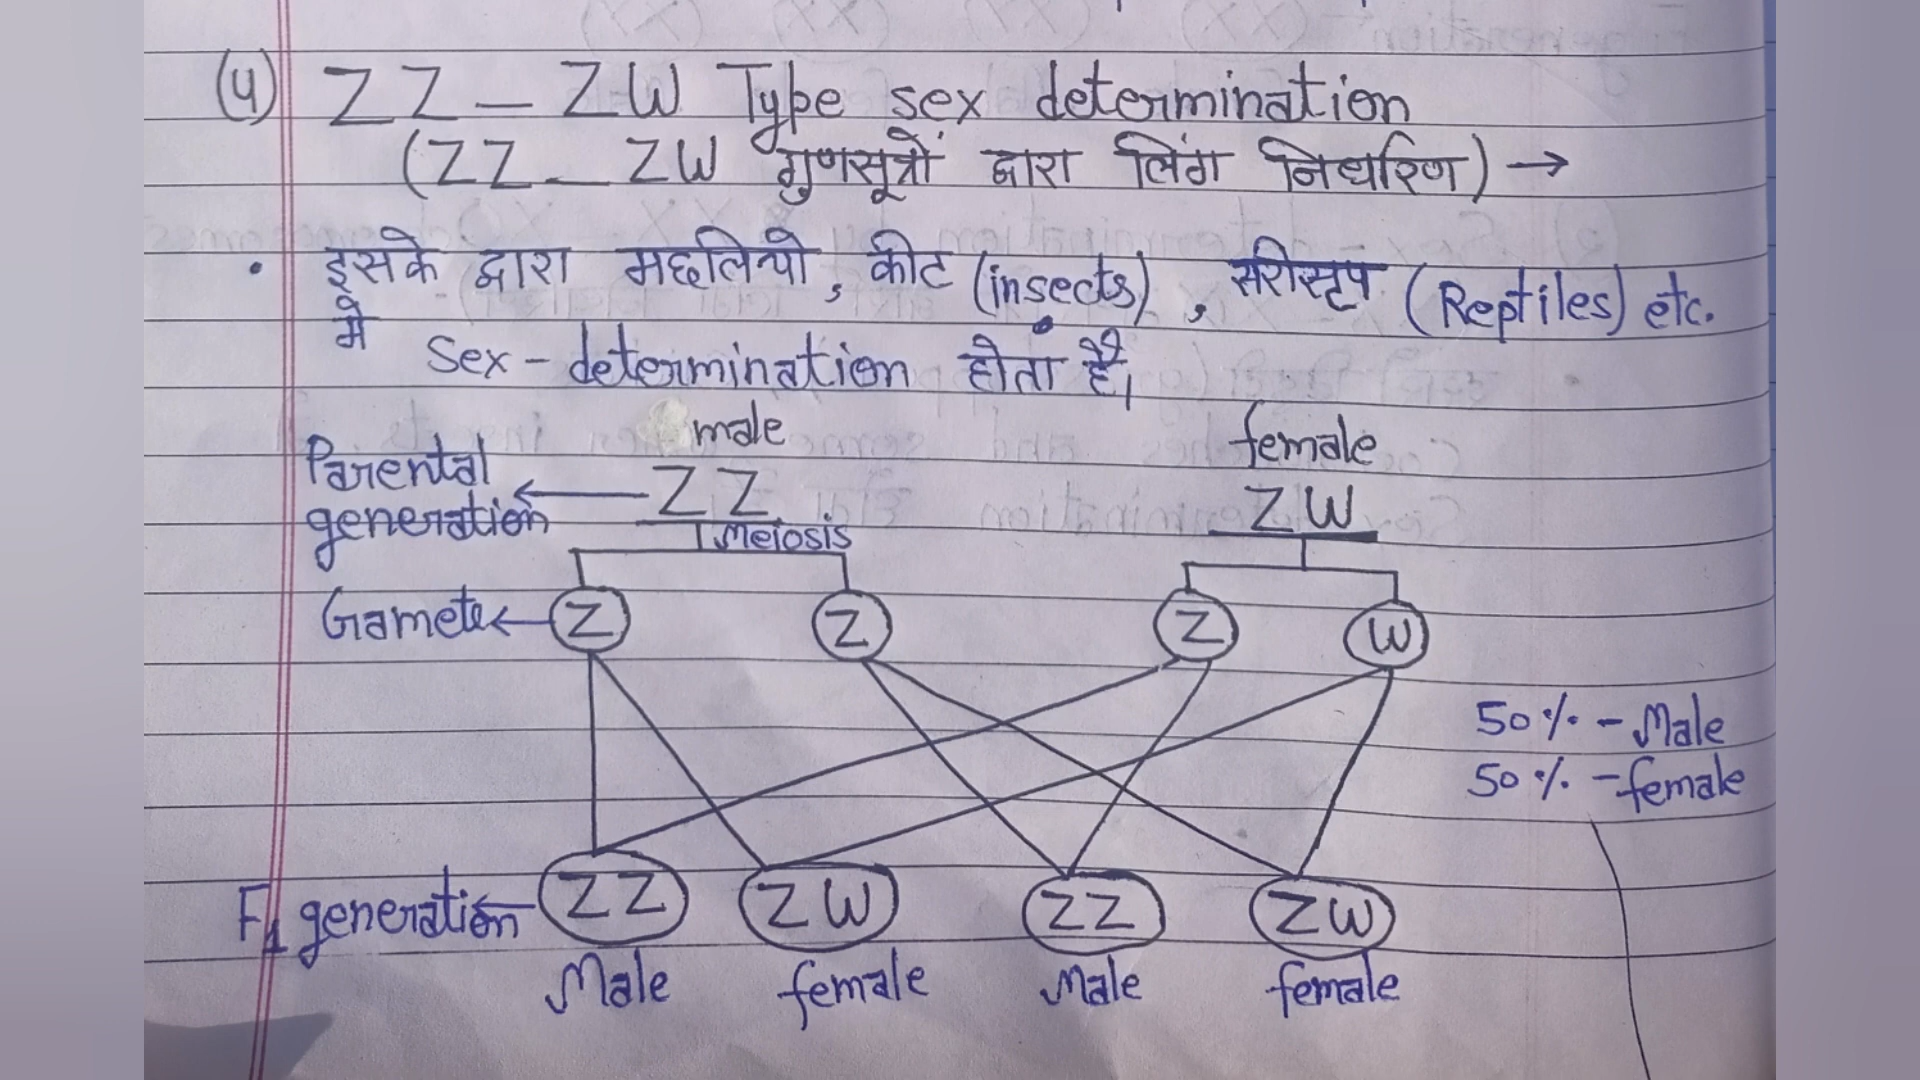 (4) ZZ – ZW Type sex determination
(ZZ – ZW गुणसूत्रों द्वारा लिंग निर्धारण) →
• इसके द्वारा मछलियो, कीट (insects), सरीसृप (Reptiles) etc.
मे Sex-determination होता है।
male female
Parental generation ← ZZ ZW
Meiosis
Gamete ← Z Z Z W
50% - Male
50% - female
F1 generation ← ZZ ZW ZZ ZW
Male female Male female